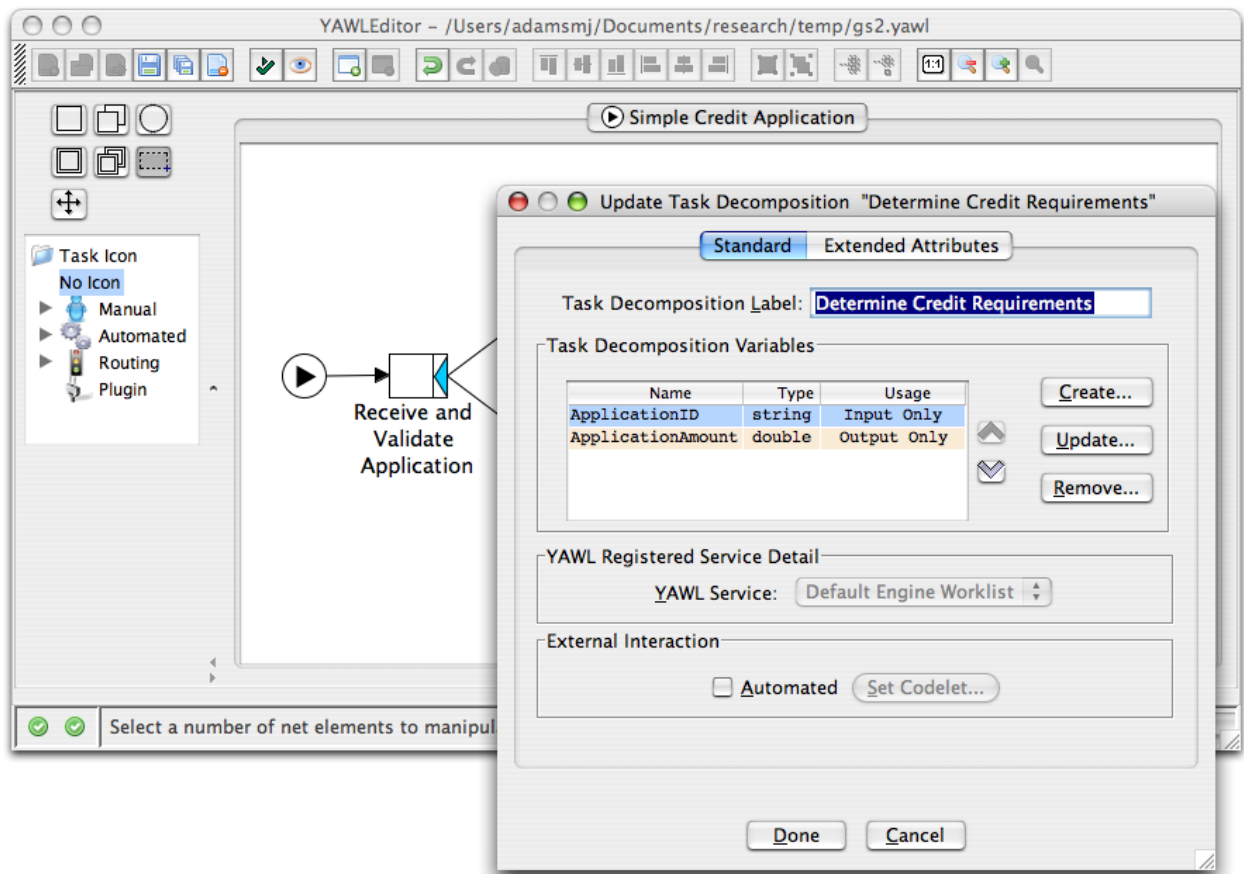 YAWLEditor – /Users/adamsmj/Documents/research/temp/gs2.yawl
1:1
Simple Credit Application
Task Icon
No Icon
Manual
Automated
Routing
Plugin
Receive and
Validate
Application
Select a number of net elements to manipul
Update Task Decomposition "Determine Credit Requirements"
Standard Extended Attributes
Task Decomposition Label: Determine Credit Requirements
Task Decomposition Variables
Name Type Usage
ApplicationID string Input Only
ApplicationAmount double Output Only
Create...
Update...
Remove...
YAWL Registered Service Detail
YAWL Service: Default Engine Worklist
External Interaction
Automated Set Codelet...
Done Cancel